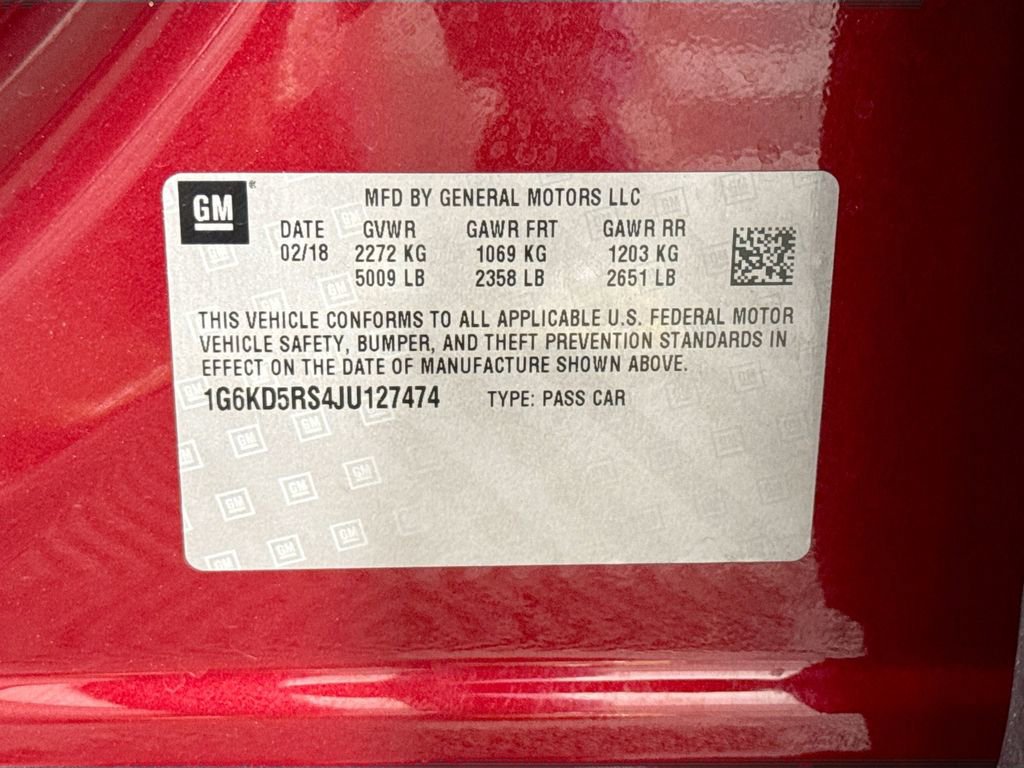 GM
MFD BY GENERAL MOTORS LLC
DATE GVWR GAWR FRT GAWR RR
02/18 2272 KG 1069 KG 1203 KG
5009 LB 2358 LB 2651 LB
THIS VEHICLE CONFORMS TO ALL APPLICABLE U.S. FEDERAL MOTOR
VEHICLE SAFETY, BUMPER, AND THEFT PREVENTION STANDARDS IN
EFFECT ON THE DATE OF MANUFACTURE SHOWN ABOVE.
1G6KD5RS4JU127474 TYPE: PASS CAR